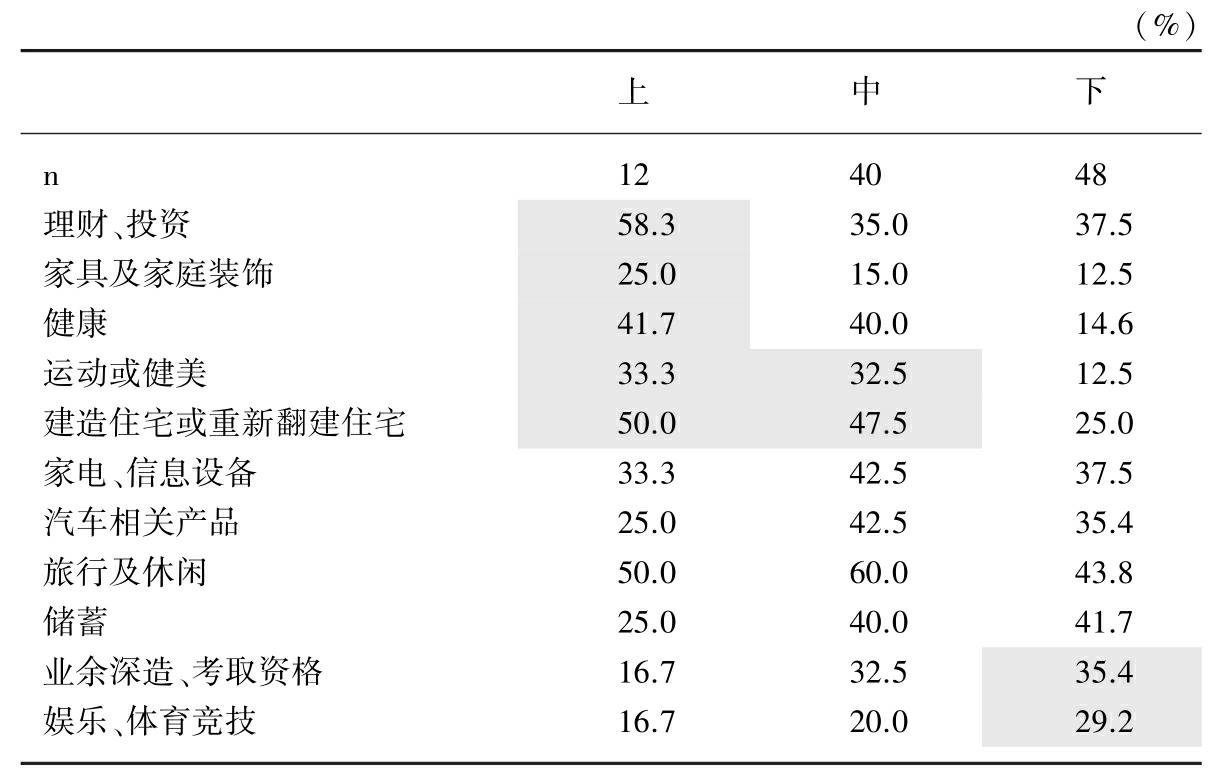 (%)
上 中 下
n 12 40 48
理财、投资 58.3 35.0 37.5
家具及家庭装饰 25.0 15.0 12.5
健康 41.7 40.0 14.6
运动或健美 33.3 32.5 12.5
建造住宅或重新翻建住宅 50.0 47.5 25.0
家电、信息设备 33.3 42.5 37.5
汽车相关产品 25.0 42.5 35.4
旅行及休闲 50.0 60.0 43.8
储蓄 25.0 40.0 41.7
业余深造、考取资格 16.7 32.5 35.4
娱乐、体育竞技 16.7 20.0 29.2